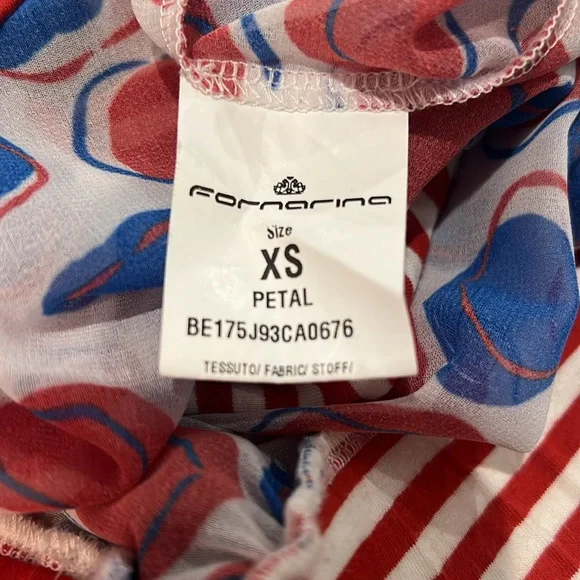 Fornarina
Size
XS
PETAL
BE175J93CA0676
TESSUTO/ FABRIC/ STOFF/